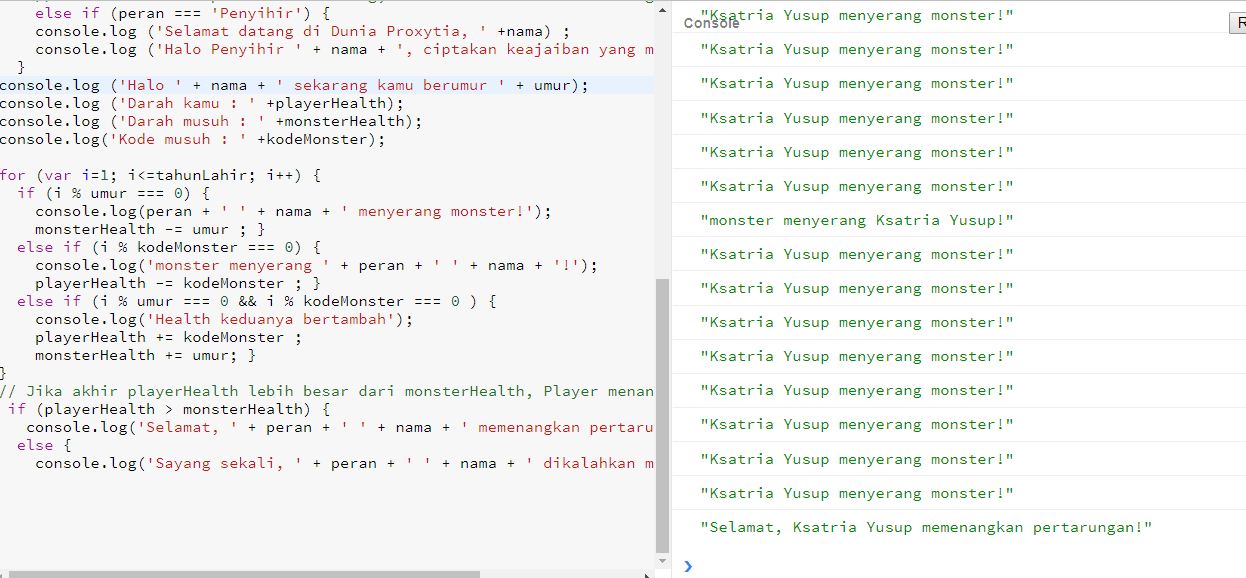 else if (peran === 'Penyihir') {
console.log ('Selamat datang di Dunia Proxytia, ' +nama) ;
console.log ('Halo Penyihir ' + nama + ', ciptakan keajaiban yang m
}
console.log ('Halo ' + nama + ' sekarang kamu berumur ' + umur);
console.log ('Darah kamu : ' +playerHealth);
console.log ('Darah musuh : ' +monsterHealth);
console.log('Kode musuh : ' +kodeMonster);
for (var i=1; i<=tahunLahir; i++) {
if (i % umur === 0) {
console.log(peran + ' ' + nama + ' menyerang monster!');
monsterHealth -= umur ; }
else if (i % kodeMonster === 0) {
console.log('monster menyerang ' + peran + ' ' + nama + '!');
playerHealth -= kodeMonster ; }
else if (i % umur === 0 && i % kodeMonster === 0 ) {
console.log('Health keduanya bertambah');
playerHealth += kodeMonster ;
monsterHealth += umur; }
}
// Jika akhir playerHealth lebih besar dari monsterHealth, Player menan
if (playerHealth > monsterHealth) {
console.log('Selamat, ' + peran + ' ' + nama + ' memenangkan pertaru
else {
console.log('Sayang sekali, ' + peran + ' ' + nama + ' dikalahkan m
Console
R
"Ksatria Yusup menyerang monster!"
"Ksatria Yusup menyerang monster!"
"Ksatria Yusup menyerang monster!"
"Ksatria Yusup menyerang monster!"
"Ksatria Yusup menyerang monster!"
"Ksatria Yusup menyerang monster!"
"monster menyerang Ksatria Yusup!"
"Ksatria Yusup menyerang monster!"
"Ksatria Yusup menyerang monster!"
"Ksatria Yusup menyerang monster!"
"Ksatria Yusup menyerang monster!"
"Ksatria Yusup menyerang monster!"
"Ksatria Yusup menyerang monster!"
"Ksatria Yusup menyerang monster!"
"Ksatria Yusup menyerang monster!"
"Selamat, Ksatria Yusup memenangkan pertarungan!"